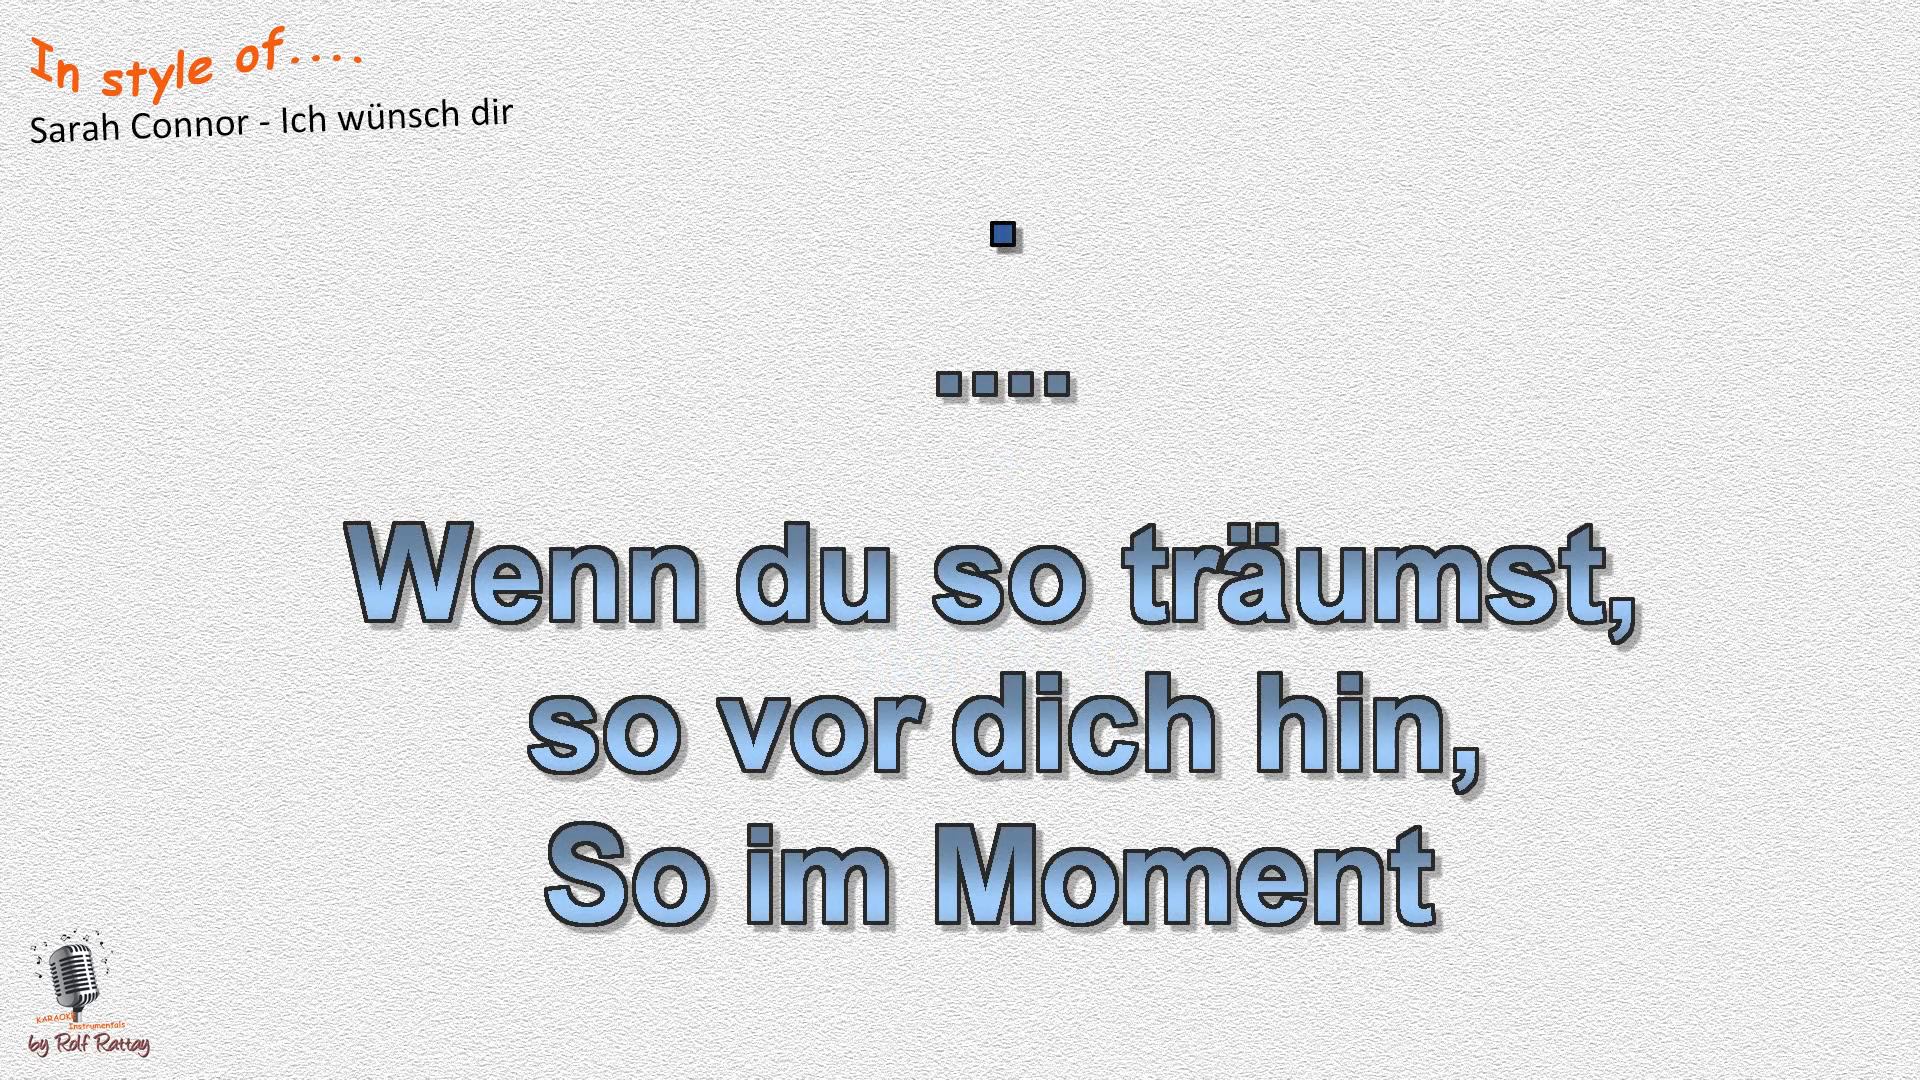 In style of....
Sarah Connor - Ich wünsch dir
.
....
Wenn du so träumst,
so vor dich hin,
So im Moment
KARAOKE
Instrumentals
by Rolf Rattay